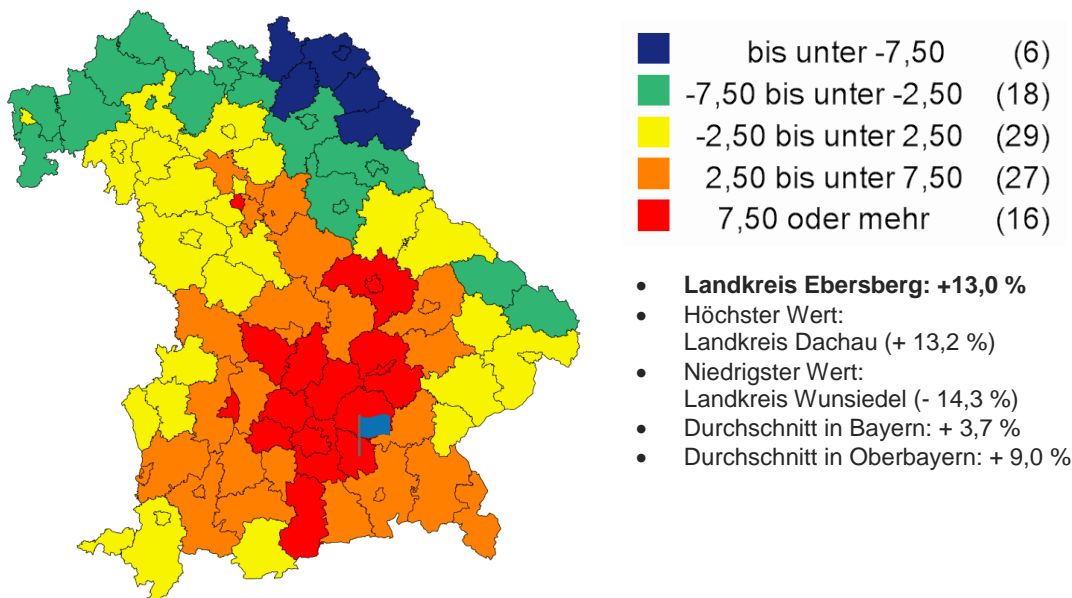 bis unter -7,50 (6)
-7,50 bis unter -2,50 (18)
-2,50 bis unter 2,50 (29)
2,50 bis unter 7,50 (27)
7,50 oder mehr (16)
• Landkreis Ebersberg: +13,0 %
• Höchster Wert:
Landkreis Dachau (+ 13,2 %)
• Niedrigster Wert:
Landkreis Wunsiedel (- 14,3 %)
• Durchschnitt in Bayern: + 3,7 %
• Durchschnitt in Oberbayern: + 9,0 %